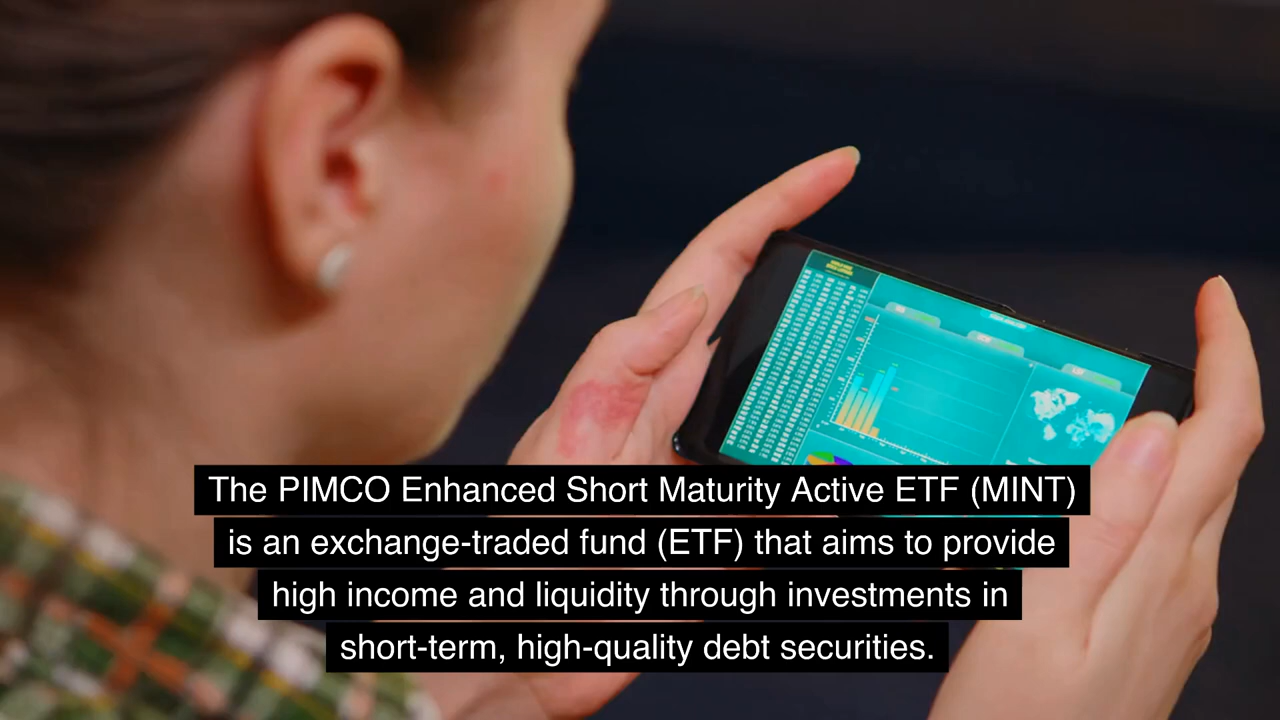 The PIMCO Enhanced Short Maturity Active ETF (MINT)
is an exchange-traded fund (ETF) that aims to provide
high income and liquidity through investments in
short-term, high-quality debt securities.